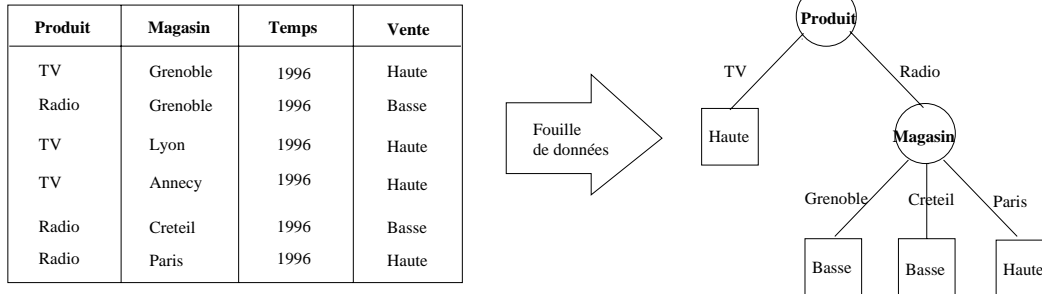 Produit Magasin Temps Vente
TV Grenoble 1996 Haute
Radio Grenoble 1996 Basse
TV Lyon 1996 Haute
TV Annecy 1996 Haute
Radio Creteil 1996 Basse
Radio Paris 1996 Haute
Fouille
de données
Produit
TV Radio
Haute Magasin
Grenoble Creteil Paris
Basse Basse Haute